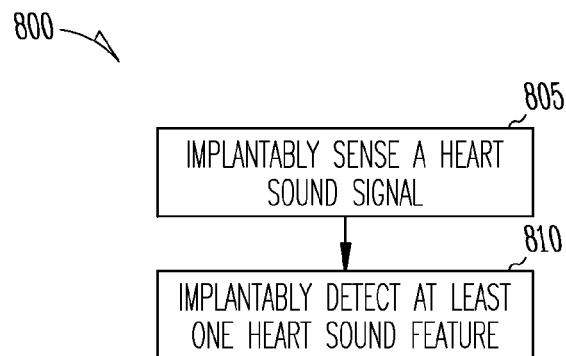 800
805
IMPLANTABLY SENSE A HEART
SOUND SIGNAL
810
IMPLANTABLY DETECT AT LEAST
ONE HEART SOUND FEATURE